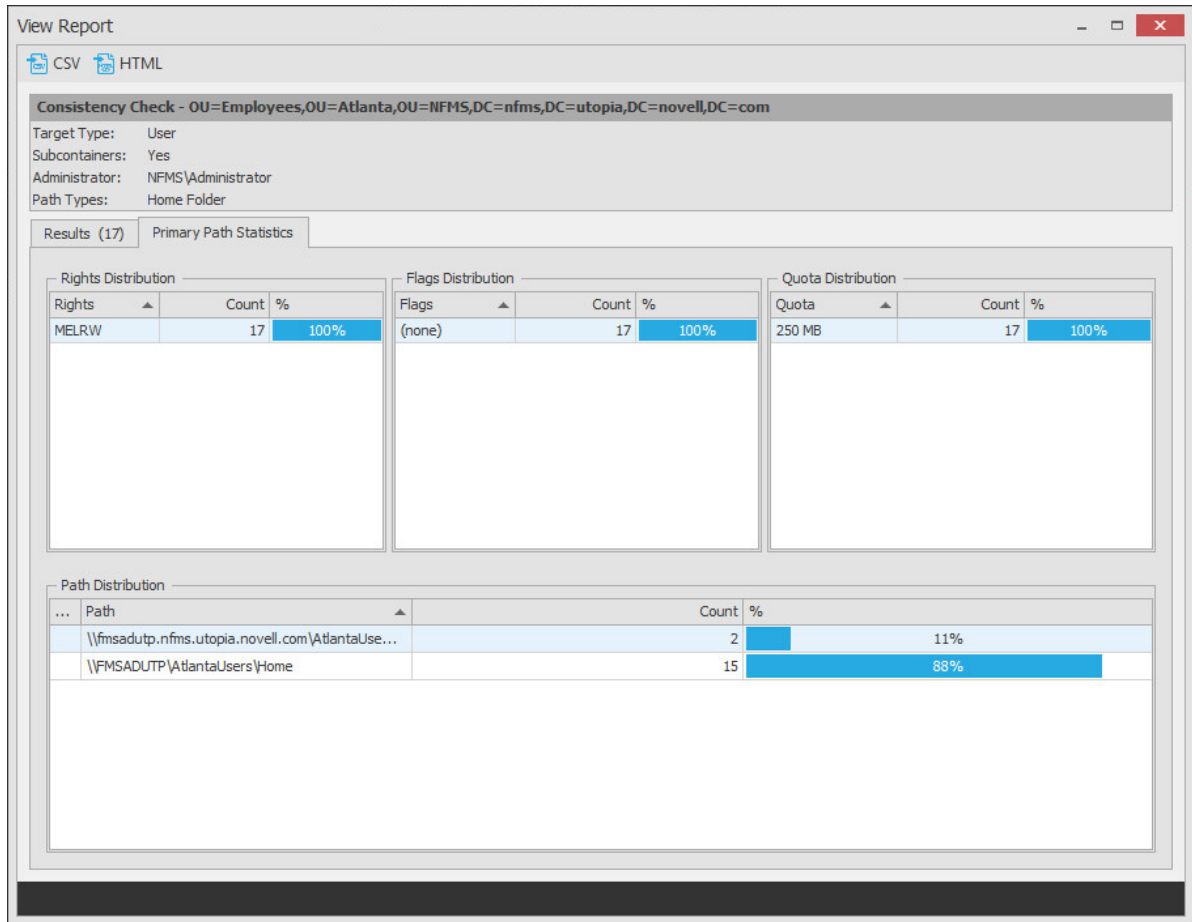 View Report
CSV HTML
Consistency Check - OU=Employees,OU=Atlanta,OU=NFMS,DC=nfms,DC=utopia,DC=novell,DC=com
Target Type: User
Subcontainers: Yes
Administrator: NFMS\Administrator
Path Types: Home Folder
Results (17) Primary Path Statistics
Rights Distribution
Rights Count %
MELRW 17 100%
Flags Distribution
Flags Count %
(none) 17 100%
Quota Distribution
Quota Count %
250 MB 17 100%
Path Distribution
... Path Count %
\\fmsadutp.nfms.utopia.novell.com\AtlantaUse... 2 11%
\\FMSADUTP\AtlantaUsers\Home 15 88%